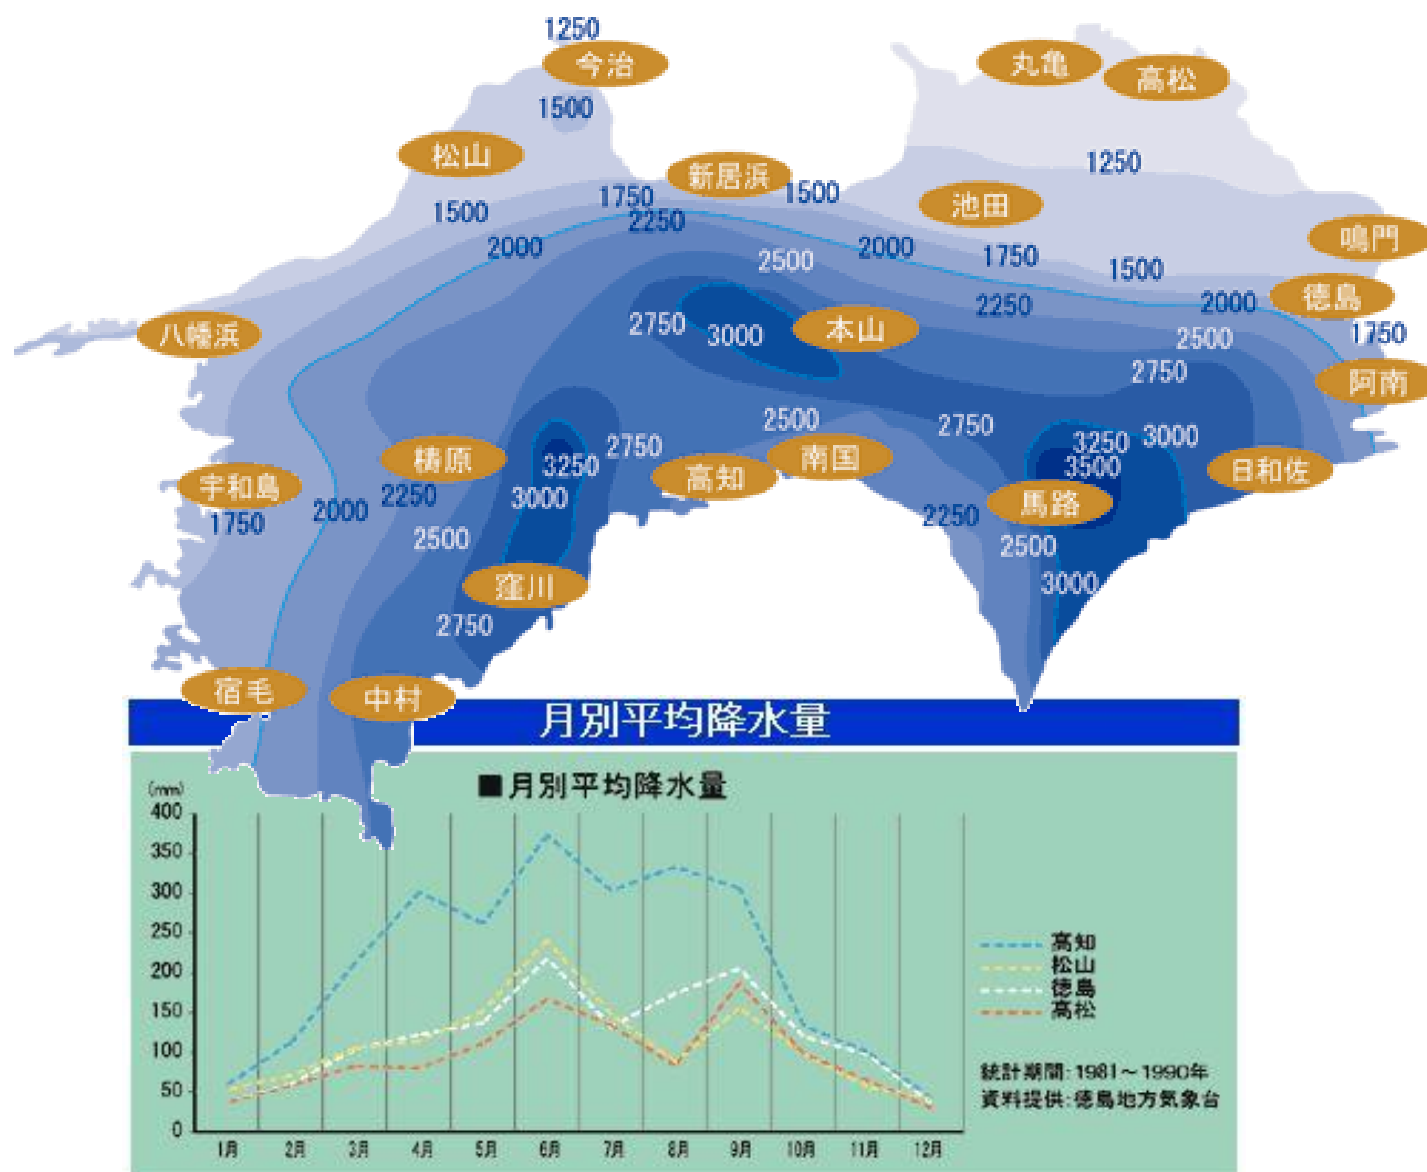 1250
今治
丸亀
高松
1500
松山
1250
新居浜
1750
1500
池田
1500
2250
鳴門
2000
2000
1750
2500
1500
徳島
2000
2250
八幡浜
2750
3000
本山
2500
1750
2750
阿南
2500
2750
3250
3000
2750
梼原
3250
高知
南国
3500
日和佐
宇和島
2250
3000
馬路
1750
2000
2250
2500
2500
窪川
3000
2750
宿毛
中村
月別平均降水量
■月別平均降水量
(mm)
400
350
300
250
200
150
100
50
0
1月 2月 3月 4月 5月 6月 7月 8月 9月 10月 11月 12月
高知
松山
徳島
高松
統計期間:1981～1990年
資料提供:徳島地方気象台